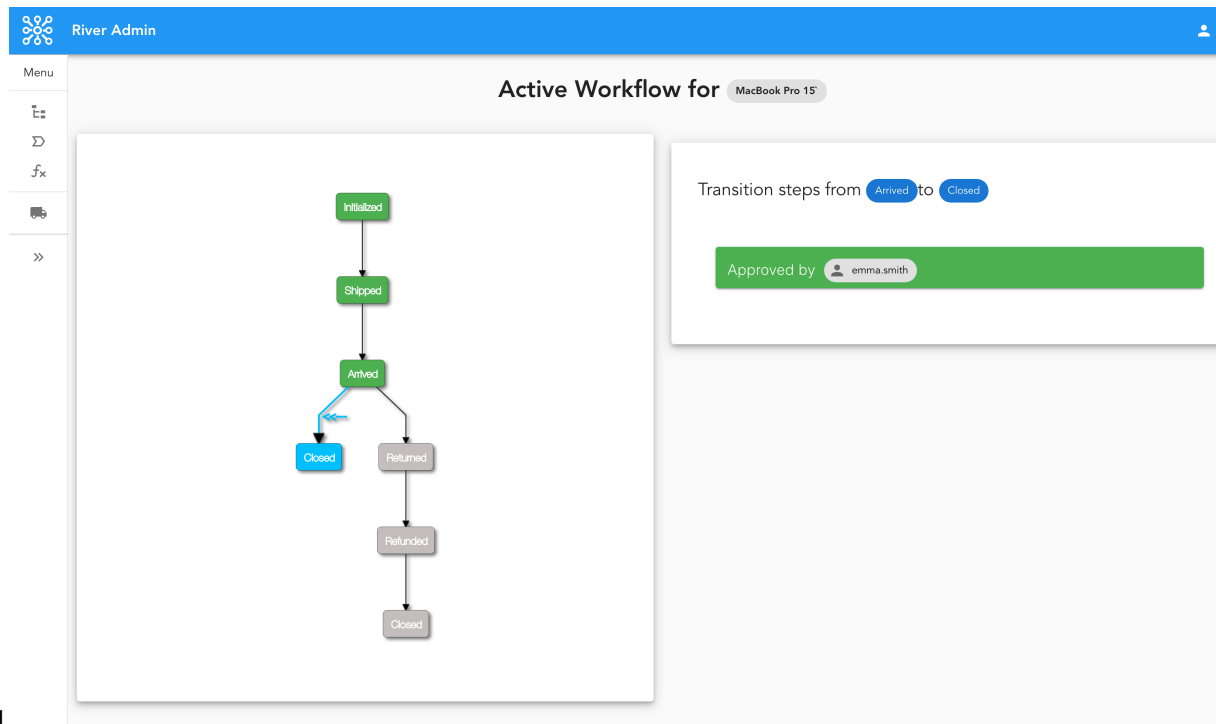 River Admin
Menu
Active Workflow for MacBook Pro 15"
Initialized
Shipped
Arrived
Closed
Returned
Refunded
Closed
Transition steps from Arrived to Closed
Approved by emma.smith